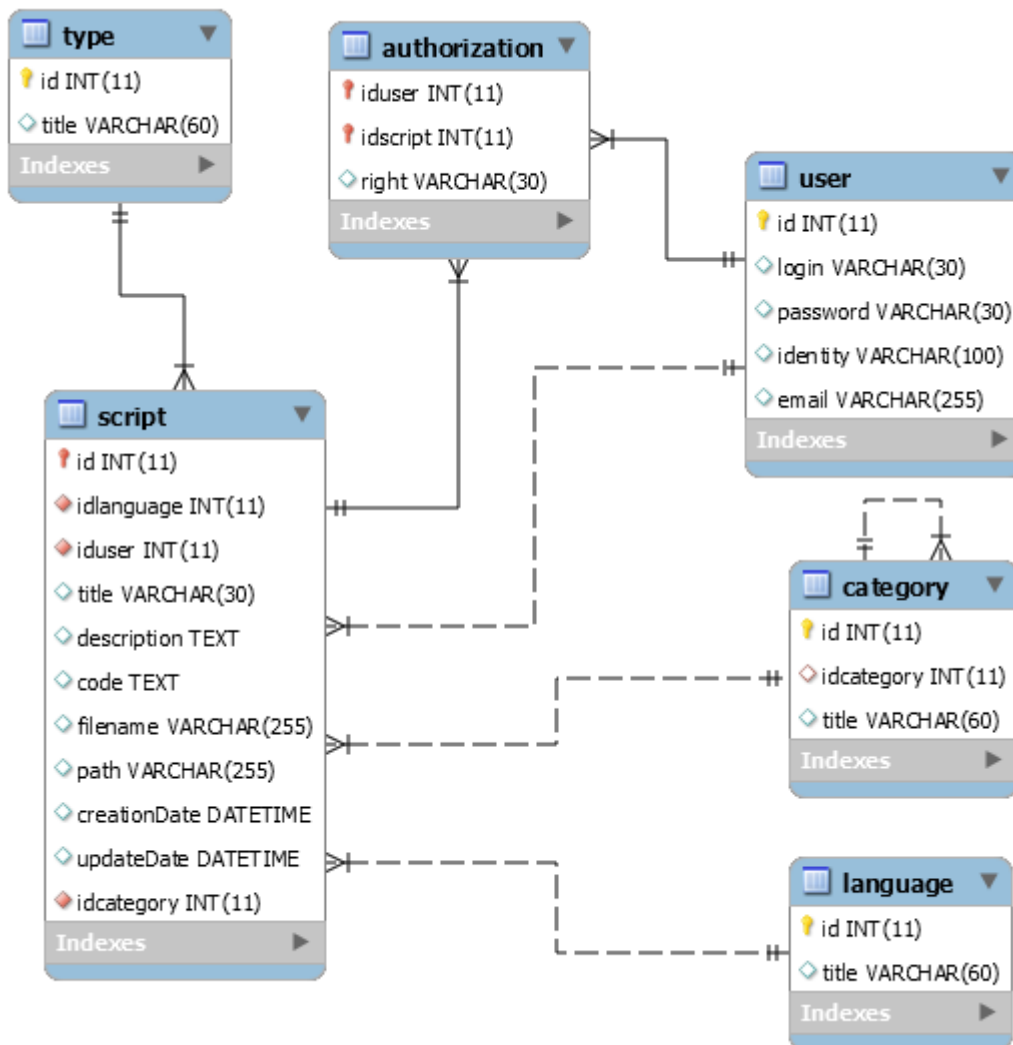 type
id INT(11)
title VARCHAR(60)
Indexes
authorization
iduser INT(11)
idscript INT(11)
right VARCHAR(30)
Indexes
user
id INT(11)
login VARCHAR(30)
password VARCHAR(30)
identity VARCHAR(100)
email VARCHAR(255)
Indexes
script
id INT(11)
idlanguage INT(11)
iduser INT(11)
title VARCHAR(30)
description TEXT
code TEXT
filename VARCHAR(255)
path VARCHAR(255)
creationDate DATETIME
updateDate DATETIME
idcategory INT(11)
Indexes
category
id INT(11)
idcategory INT(11)
title VARCHAR(60)
Indexes
language
id INT(11)
title VARCHAR(60)
Indexes